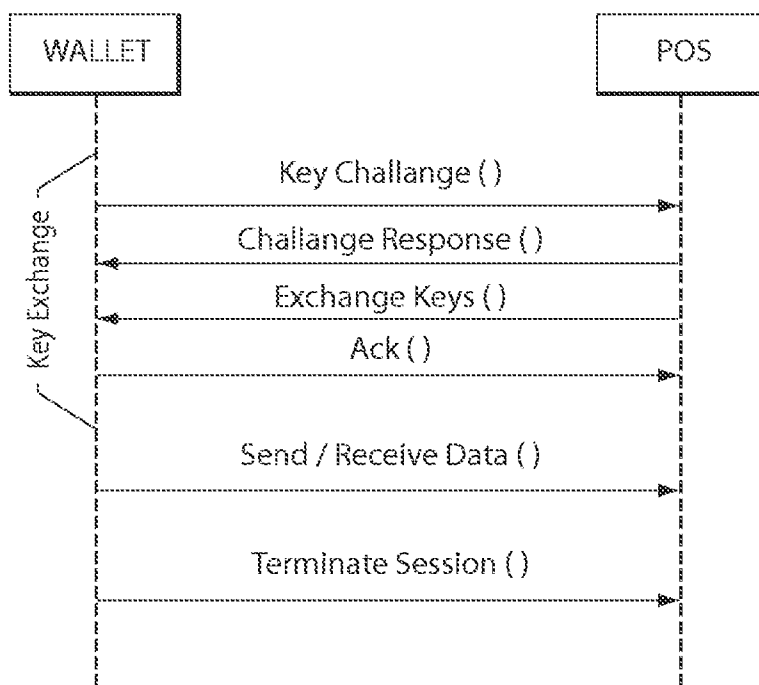 WALLET
POS
Key Challange ( )
Challange Response ( )
Exchange Keys ( )
Ack ( )
Key Exchange
Send / Receive Data ( )
Terminate Session ( )